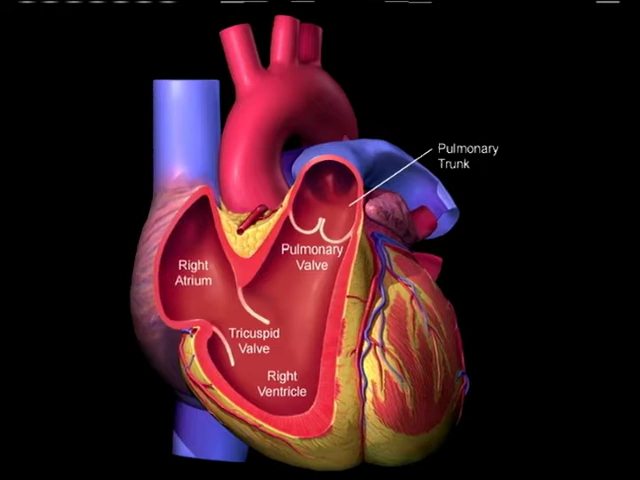 Pulmonary
Trunk
Pulmonary
Valve
Right
Atrium
Tricuspid
Valve
Right
Ventricle